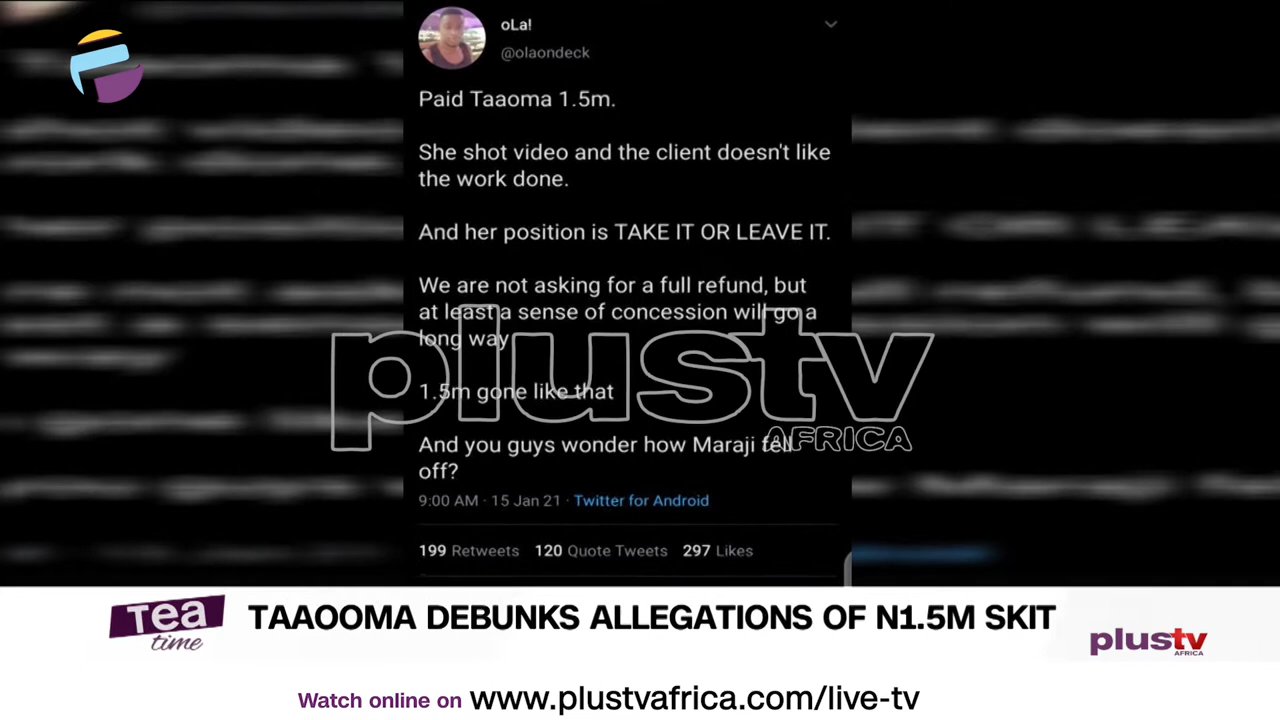 oLa!
@olaondeck
Paid Taaoma 1.5m.
She shot video and the client doesn't like
the work done.
And her position is TAKE IT OR LEAVE IT.
We are not asking for a full refund, but
at least a sense of concession will go a
long way
1.5m gone like that
And you guys wonder how Maraji fell
off?
9:00 AM · 15 Jan 21 · Twitter for Android
199 Retweets 120 Quote Tweets 297 Likes
plustv
AFRICA
Tea
time
TAAOOMA DEBUNKS ALLEGATIONS OF N1.5M SKIT
plustv
AFRICA
Watch online on www.plustvafrica.com/live-tv